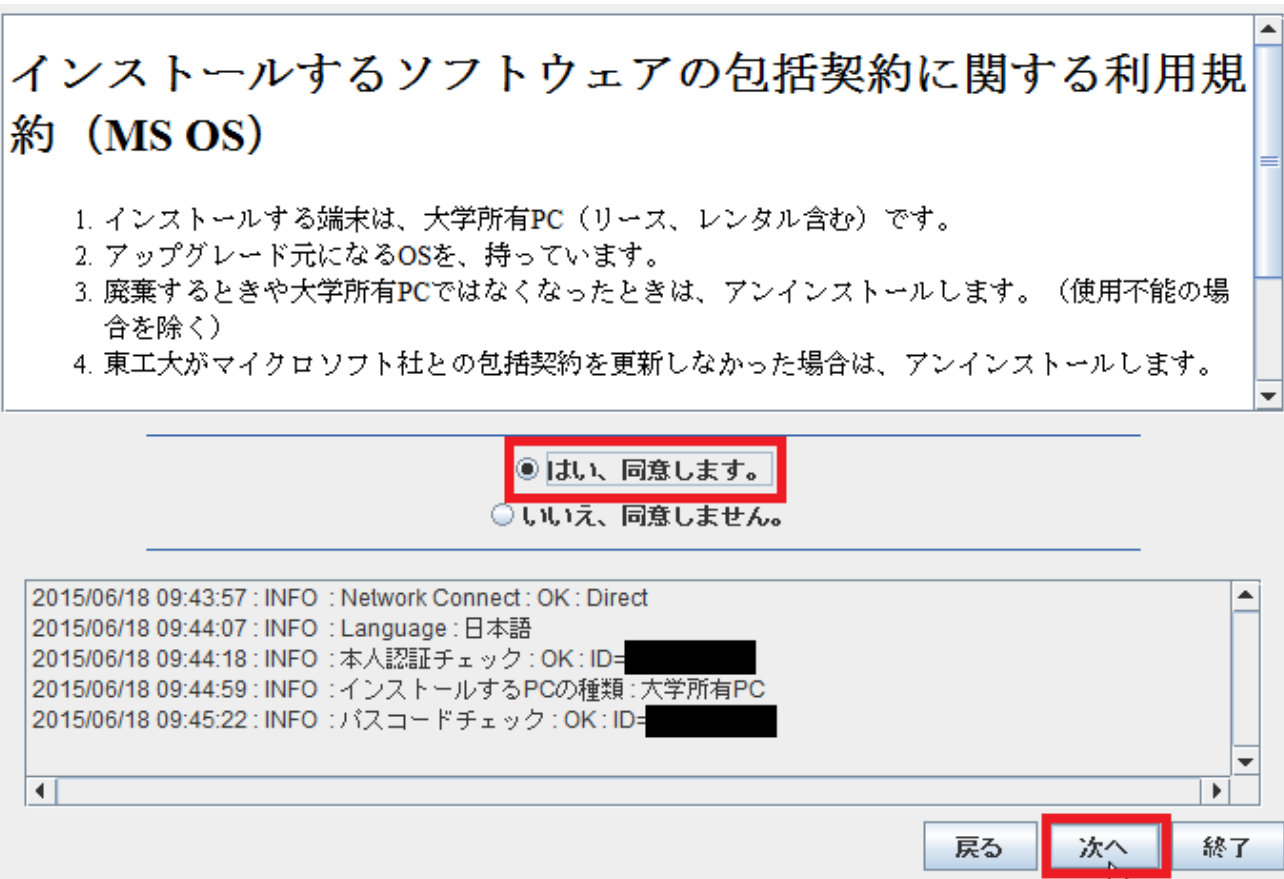 インストールするソフトウェアの包括契約に関する利用規
約（MS OS）
1. インストールする端末は、大学所有PC（リース、レンタル含む）です。
2. アップグレード元になるOSを、持っています。
3. 廃棄するときや大学所有PCではなくなったときは、アンインストールします。（使用不能の場
合を除く）
4. 東工大がマイクロソフト社との包括契約を更新しなかった場合は、アンインストールします。
はい、同意します。
いいえ、同意しません。
2015/06/18 09:43:57 : INFO : Network Connect : OK : Direct
2015/06/18 09:44:07 : INFO : Language : 日本語
2015/06/18 09:44:18 : INFO : 本人認証チェック : OK : ID=
2015/06/18 09:44:59 : INFO : インストールするPCの種類 : 大学所有PC
2015/06/18 09:45:22 : INFO : パスコードチェック : OK : ID=
戻る 次へ 終了